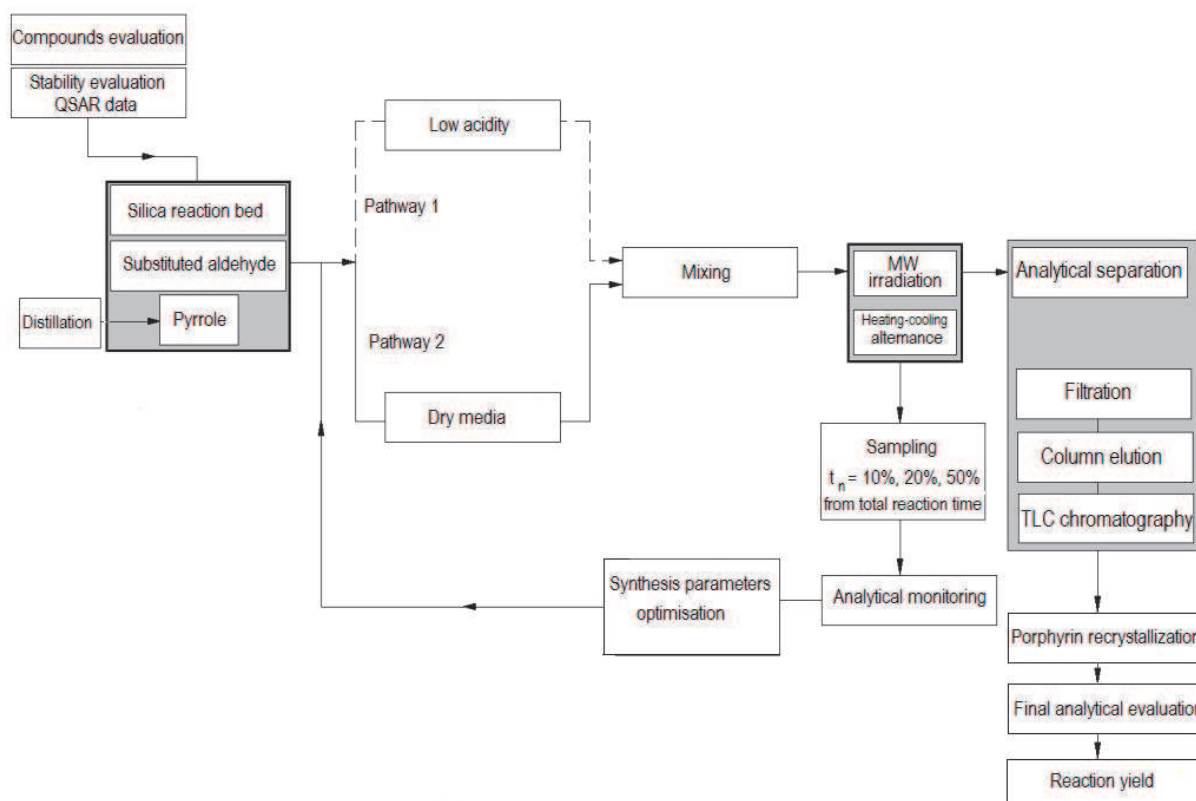 Compounds evaluation
Stability evaluation
QSAR data
Silica reaction bed
Substituted aldehyde
Distillation
Pyrrole
Low acidity
Pathway 1
Pathway 2
Dry media
Mixing
MW
irradiation
Heating-cooling
alternance
Sampling
t n = 10%, 20%, 50%
from total reaction time
Analytical monitoring
Synthesis parameters
optimisation
Analytical separation
Filtration
Column elution
TLC chromatography
Porphyrin recrystallization
Final analytical evaluation
Reaction yield